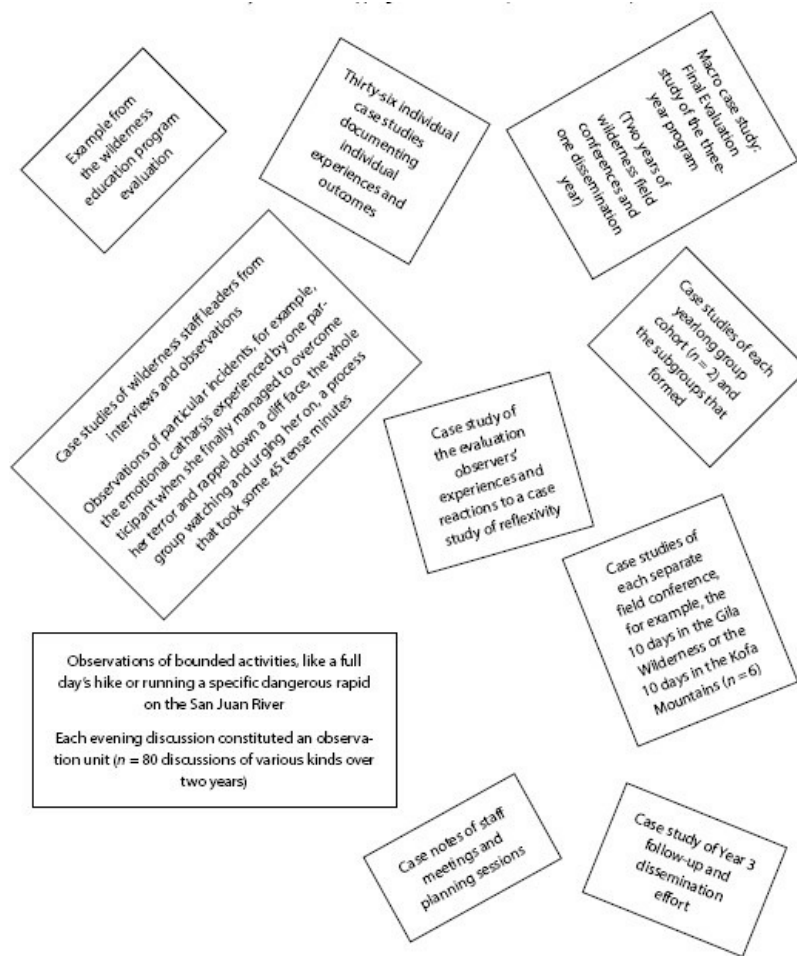 Example from
the wilderness
education program
evaluation
Thirty-six individual
case studies
documenting
individual
experiences and
outcomes
Macro case study:
Final Evaluation
study of the three-
year program
(Two years of
wilderness field
conferences and
one dissemination
year)
Case studies of wilderness staff leaders from
interviews and observations
Observations of particular incidents, for example,
the emotional catharsis experienced by one par-
ticipant when she finally managed to overcome
her terror and rappel down a cliff face, the whole
group watching and urging her on, a process
that took some 45 tense minutes
Case studies of each
yearlong group
cohort (n = 2) and
the subgroups that
formed
Case study of
the evaluation
observers'
experiences and
reactions to a case
study of reflexivity
Case studies of
each separate
field conference,
for example, the
10 days in the Gila
Wilderness or the
10 days in the Kofa
Mountains (n = 6)
Observations of bounded activities, like a full
day's hike or running a specific dangerous rapid
on the San Juan River
Each evening discussion constituted an observa-
tion unit (n = 80 discussions of various kinds over
two years)
Case notes of staff
meetings and
planning sessions
Case study of Year 3
follow-up and
dissemination
effort